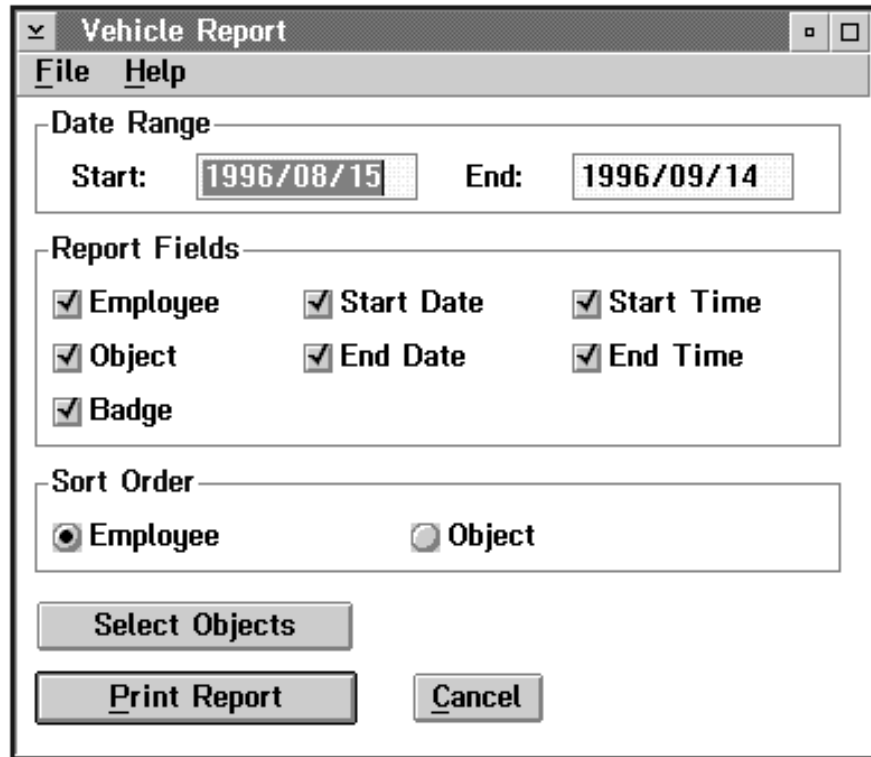 Vehicle Report
File Help
Date Range
Start: 1996/08/15 End: 1996/09/14
Report Fields
Employee Start Date Start Time
Object End Date End Time
Badge
Sort Order
Employee Object
Select Objects
Print Report Cancel